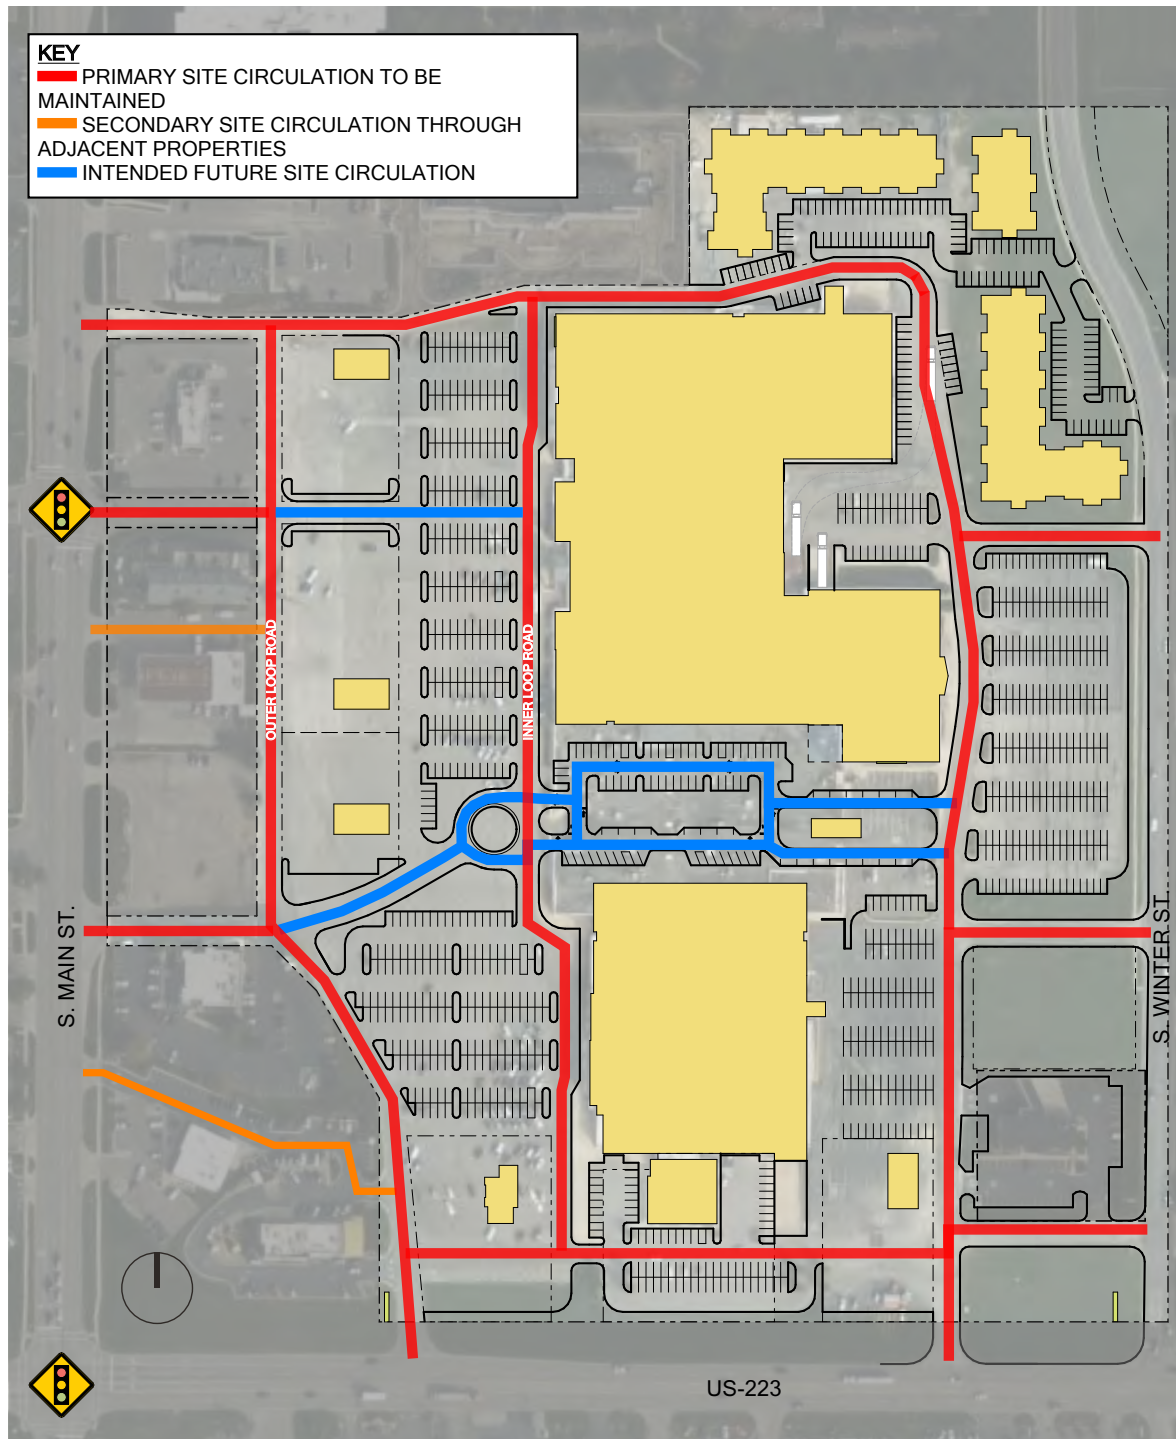 KEY
PRIMARY SITE CIRCULATION TO BE
MAINTAINED
SECONDARY SITE CIRCULATION THROUGH
ADJACENT PROPERTIES
INTENDED FUTURE SITE CIRCULATION
OUTER LOOP ROAD
INNER LOOP ROAD
S. MAIN ST.
S. WINTER ST.
US-223